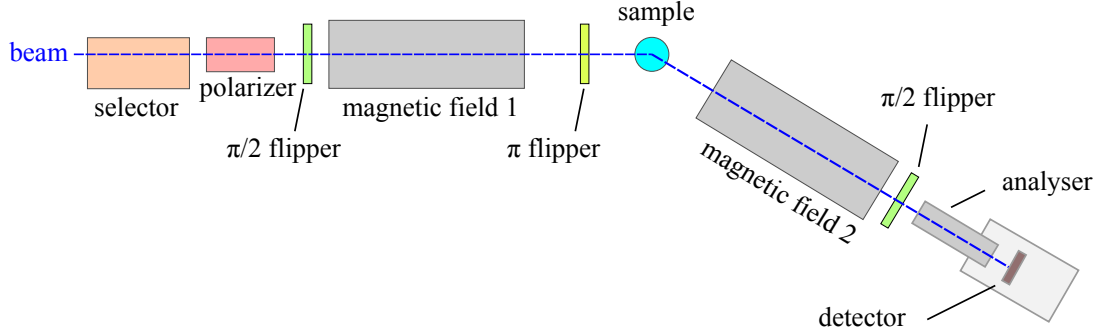 sample
beam
selector
polarizer
magnetic field 1
π/2 flipper
π flipper
π/2 flipper
magnetic field 2
analyser
detector